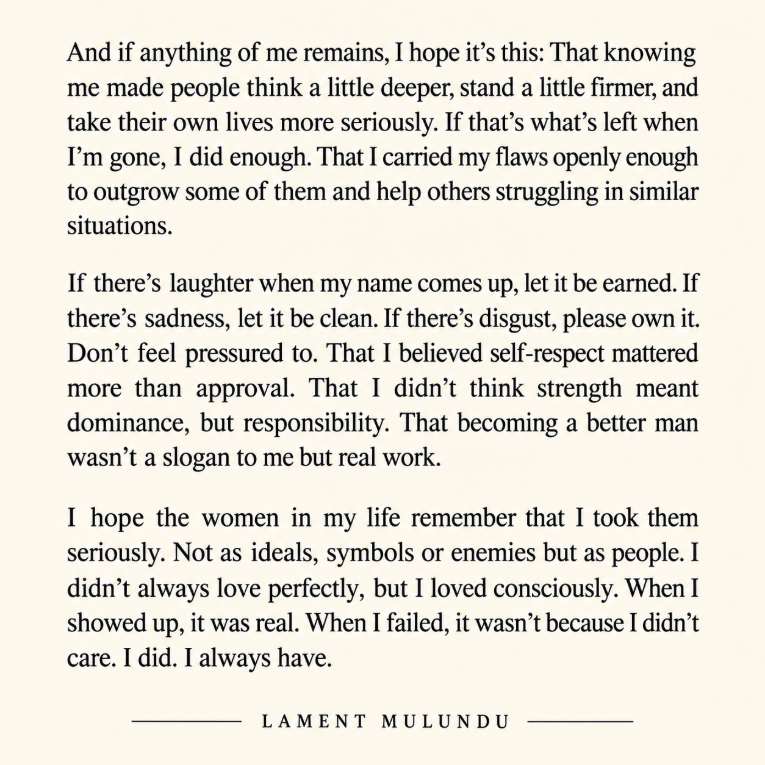 And if anything of me remains, I hope it’s this: That knowing
me made people think a little deeper, stand a little firmer, and
take their own lives more seriously. If that’s what’s left when
I’m gone, I did enough. That I carried my flaws openly enough
to outgrow some of them and help others struggling in similar
situations.
If there’s laughter when my name comes up, let it be earned. If
there’s sadness, let it be clean. If there’s disgust, please own it.
Don’t feel pressured to. That I believed self-respect mattered
more than approval. That I didn’t think strength meant
dominance, but responsibility. That becoming a better man
wasn’t a slogan to me but real work.
I hope the women in my life remember that I took them
seriously. Not as ideals, symbols or enemies but as people. I
didn’t always love perfectly, but I loved consciously. When I
showed up, it was real. When I failed, it wasn’t because I didn’t
care. I did. I always have.
LAMENT MULUNDU